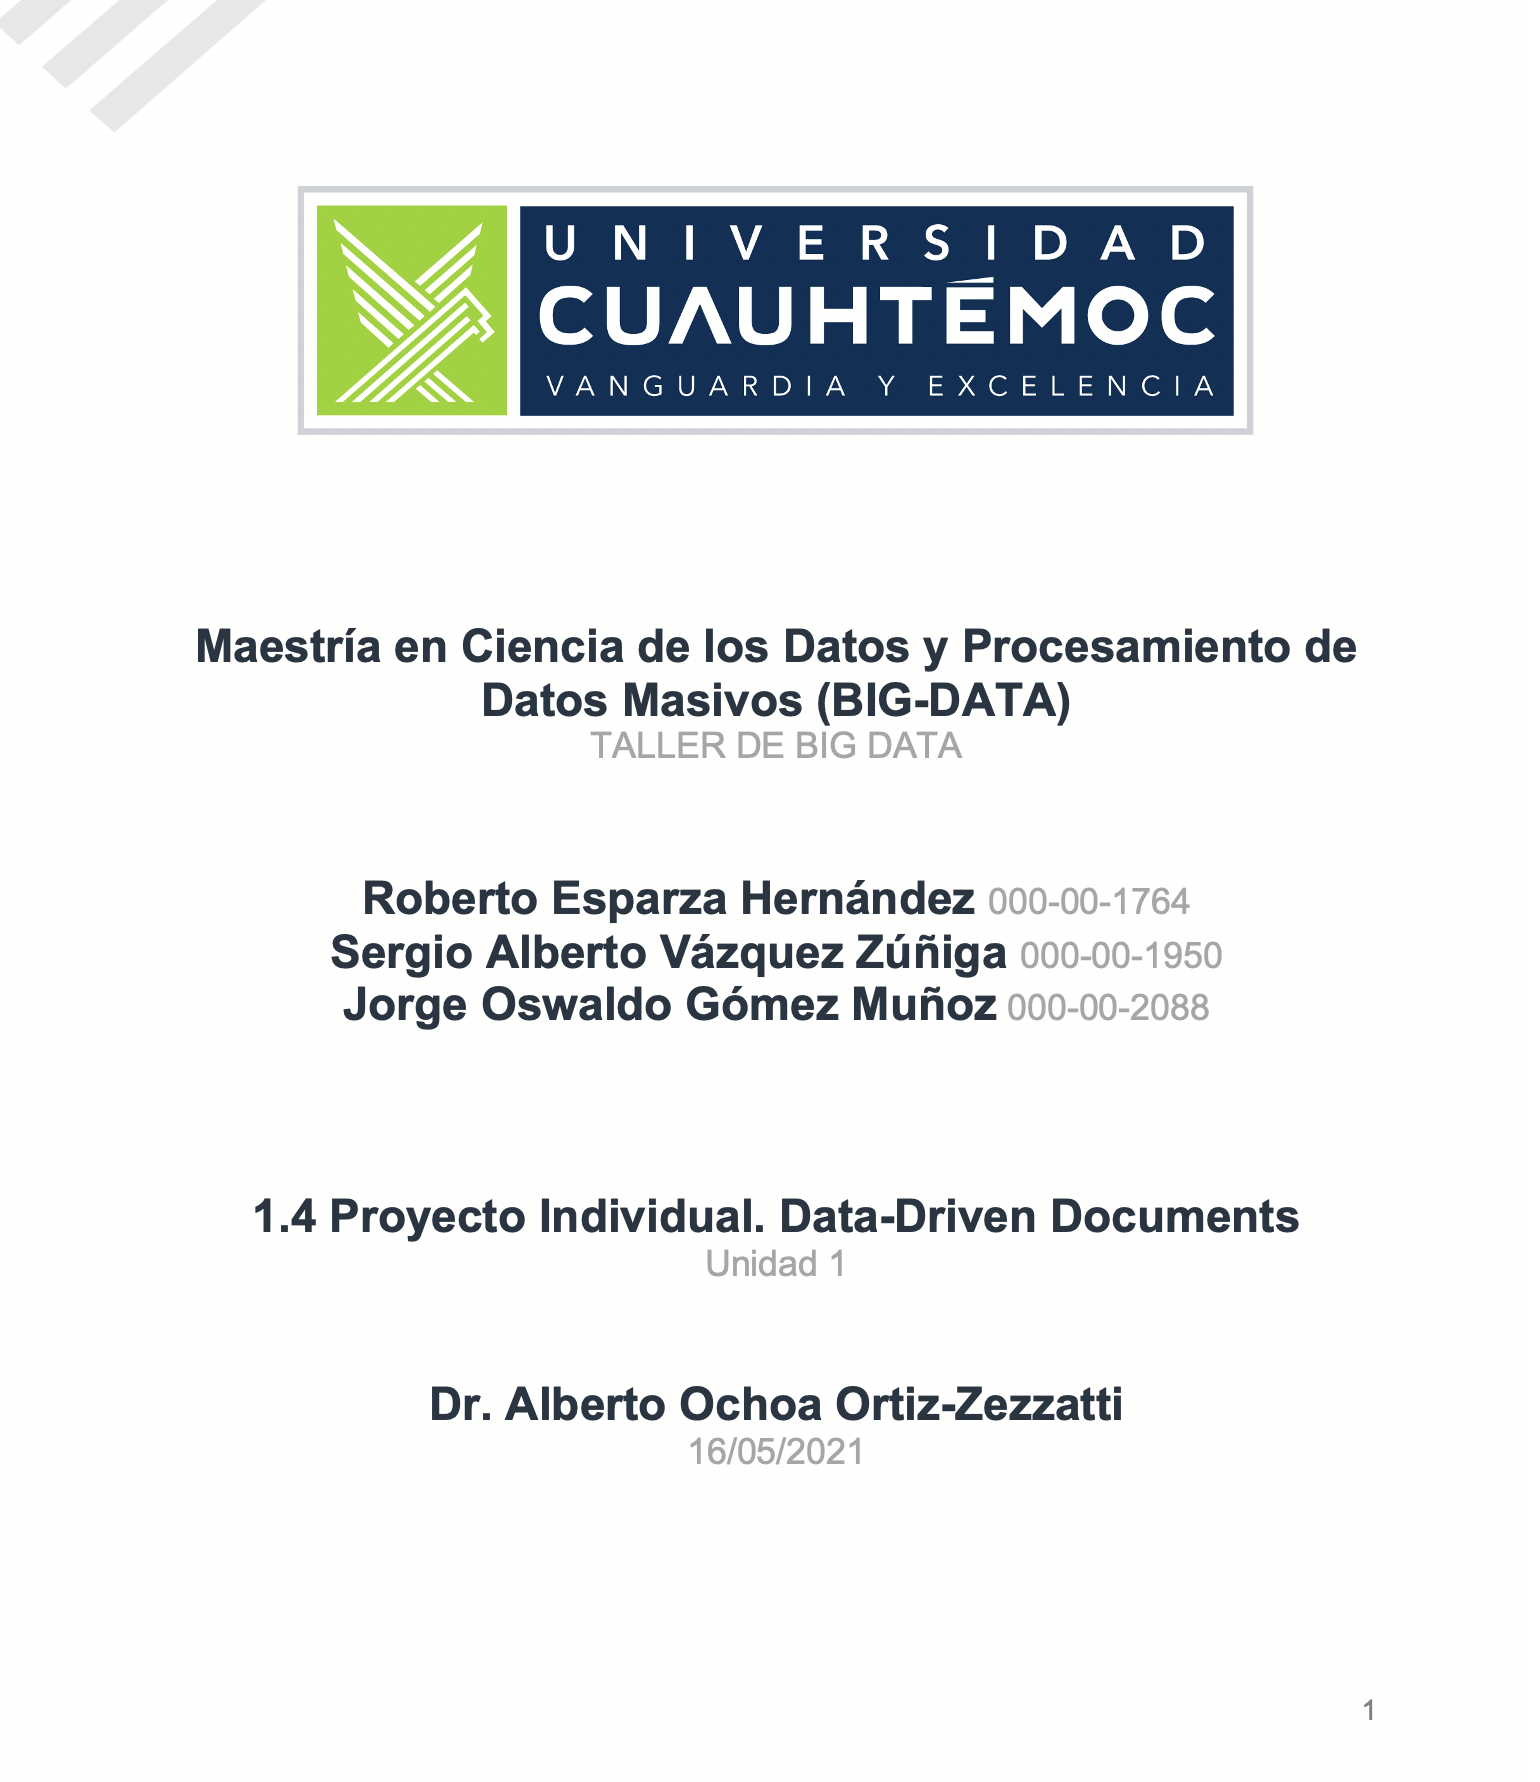 UNIVERSIDAD
CUAUHTÉMOC
VANGUARDIA Y EXCELENCIA
Maestría en Ciencia de los Datos y Procesamiento de
Datos Masivos (BIG-DATA)
TALLER DE BIG DATA
Roberto Esparza Hernández 000-00-1764
Sergio Alberto Vázquez Zúñiga 000-00-1950
Jorge Oswaldo Gómez Muñoz 000-00-2088
1.4 Proyecto Individual. Data-Driven Documents
Unidad 1
Dr. Alberto Ochoa Ortiz-Zezzatti
16/05/2021
1